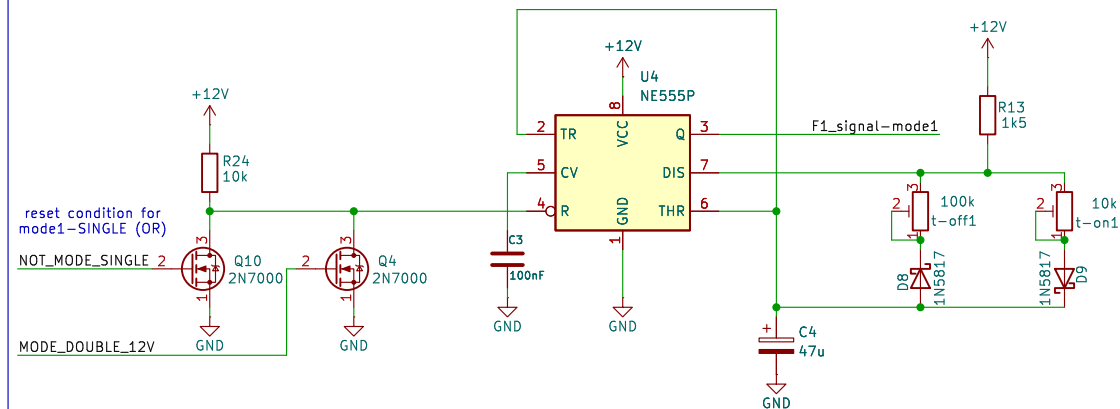 +12V
R24
10k
reset condition for
mode1-SINGLE (OR)
NOT_MODE_SINGLE
2
3
1
Q10
2N7000
GND
2
3
1
Q4
2N7000
GND
MODE_DOUBLE_12V
+12V
U4
NE555P
8
VCC
2
TR
5
CV
4
R
Q
3
DIS
7
THR
6
GND
1
GND
C3
100nF
GND
F1_signal-mode1
+12V
R13
1k5
3
2
1
100k
t-off1
D8
1N5817
3
2
1
10k
t-on1
1N5817
D9
+
C4
47u
GND